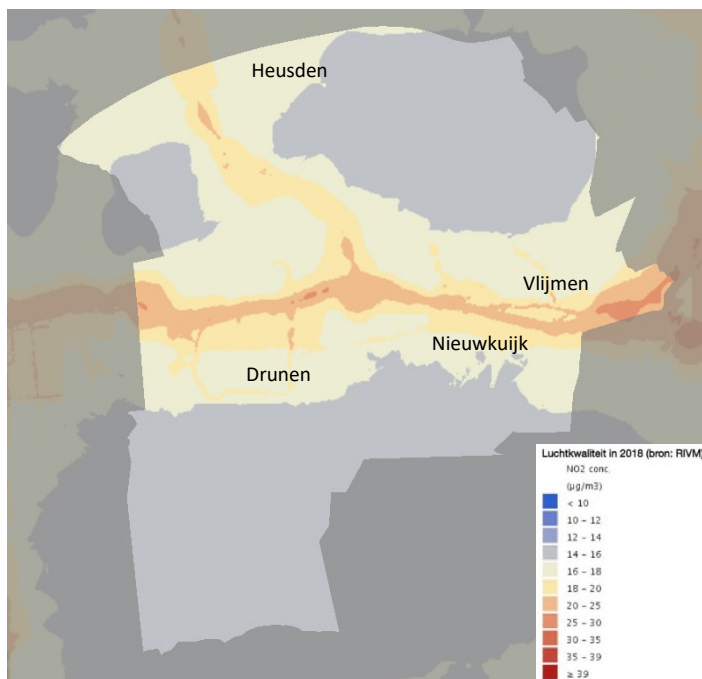 Heusden
Vlijmen
Nieuwkuijk
Drunen
Luchtkwaliteit in 2018 (bron: RIVM)
NO2 conc.
(µg/m3)
< 10
10 – 12
12 – 14
14 – 16
16 – 18
18 – 20
20 – 25
25 – 30
30 – 35
35 – 39
≥ 39